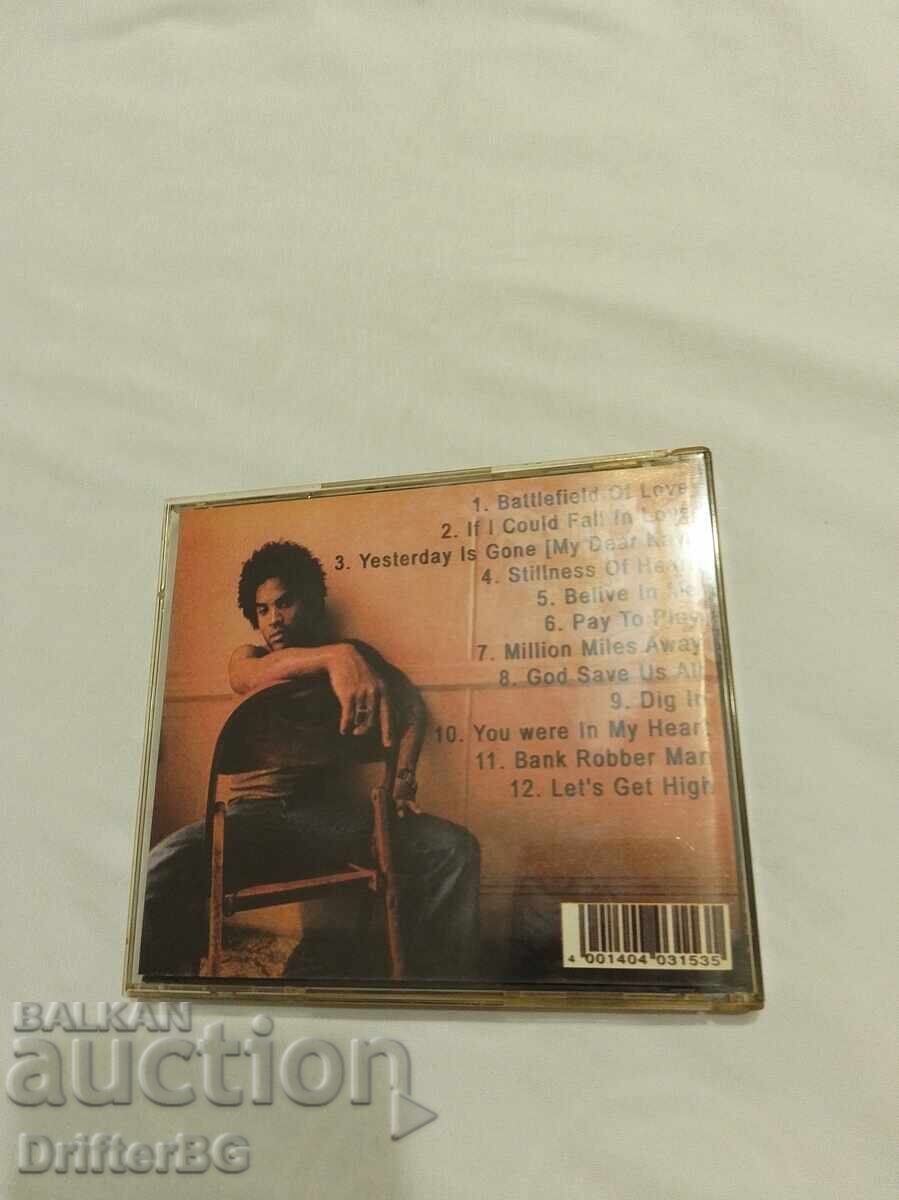 1. Battlefield Of Love
2. If I Could Fall In Love
3. Yesterday Is Gone [My Dear Kay
4. Stillness Of Heart
5. Belive In Me
6. Pay To Play
7. Million Miles Away
8. God Save Us All
9. Dig In
10. You were In My Heart
11. Bank Robber Man
12. Let's Get High
4 001404 031535
BALKAN
auction
DrifterBG